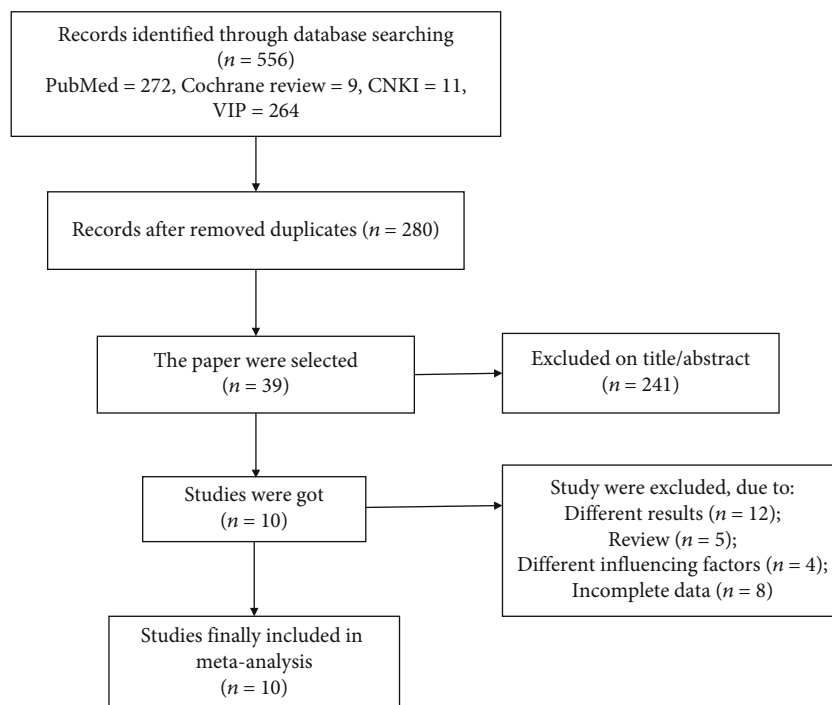 Records identified through database searching
(n = 556)
PubMed = 272, Cochrane review = 9, CNKI = 11,
VIP = 264
Records after removed duplicates (n = 280)
The paper were selected
(n = 39)
Excluded on title/abstract
(n = 241)
Studies were got
(n = 10)
Study were excluded, due to:
Different results (n = 12);
Review (n = 5);
Different influencing factors (n = 4);
Incomplete data (n = 8)
Studies finally included in
meta-analysis
(n = 10)